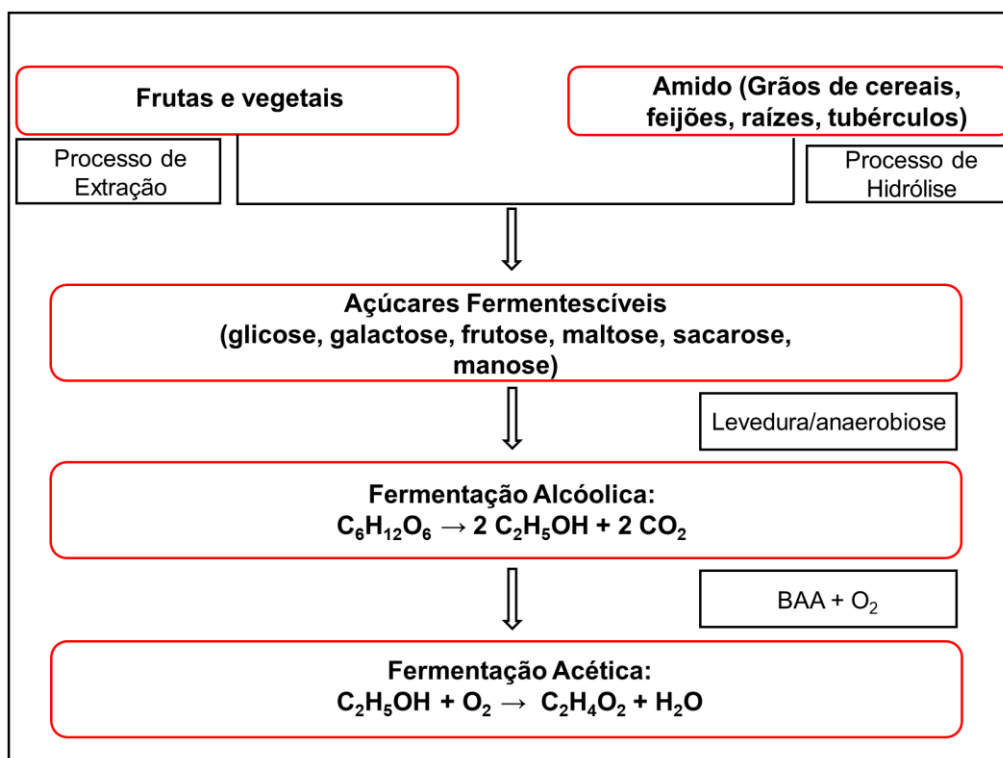 Frutas e vegetais
Amido (Grãos de cereais,
feijões, raízes, tubérculos)
Processo de
Extração
Processo de
Hidrólise
Açúcares Fermentescíveis
(glicose, galactose, frutose, maltose, sacarose,
manose)
Levedura/anaerobiose
Fermentação Alcóolica:
C₆H₁₂O₆ → 2 C₂H₅OH + 2 CO₂
BAA + O₂
Fermentação Acética:
C₂H₅OH + O₂ → C₂H₄O₂ + H₂O